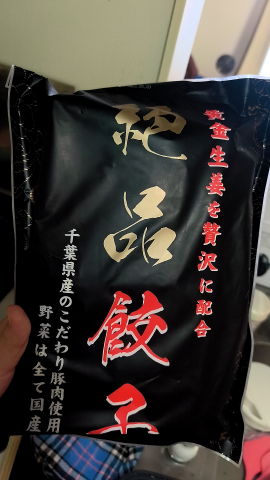 黄金生姜を贅沢に配合
絶品餃子
千葉県産のこだわり豚肉使用
野菜は全て国産